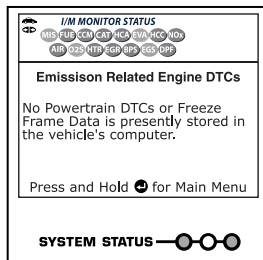 I/M MONITOR STATUS
MIS FUE CCM CAT HCA EVA HCC NOx
AIR O2S HTR EGR BPS EGS DPF
Emissison Related Engine DTCs
No Powertrain DTCs or Freeze
Frame Data is presently stored in
the vehicle's computer.
Press and Hold for Main Menu
SYSTEM STATUS